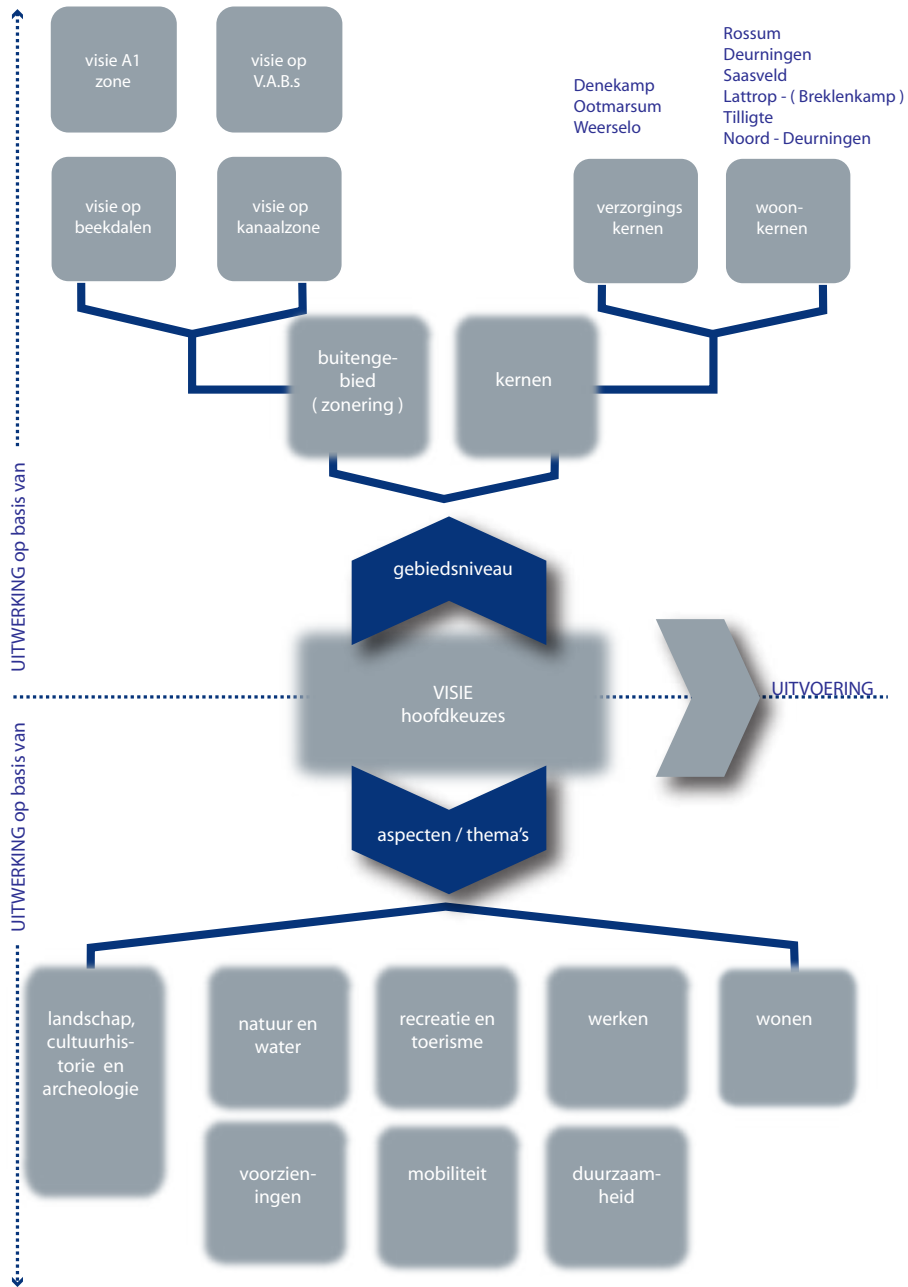 visie A1
zone
visie op
V.A.B.s
Denekamp
Ootmarsum
Weerselo
Rossum
Deurningen
Saasveld
Lattrop - ( Breklenkamp )
Tilligte
Noord - Deurningen
visie op
beekdalen
visie op
kanaalzone
verzorgings
kernen
woon-
kernen
buitenge-
bied
( zonering )
kernen
UITWERKING op basis van
gebiedsniveau
VISIE
hoofdkeuzes
UITVOERING
UITWERKING op basis van
aspecten / thema's
landschap,
cultuurhis-
torie en
archeologie
natuur en
water
recreatie en
toerisme
werken
wonen
voorzien-
ingen
mobiliteit
duurzaam-
heid